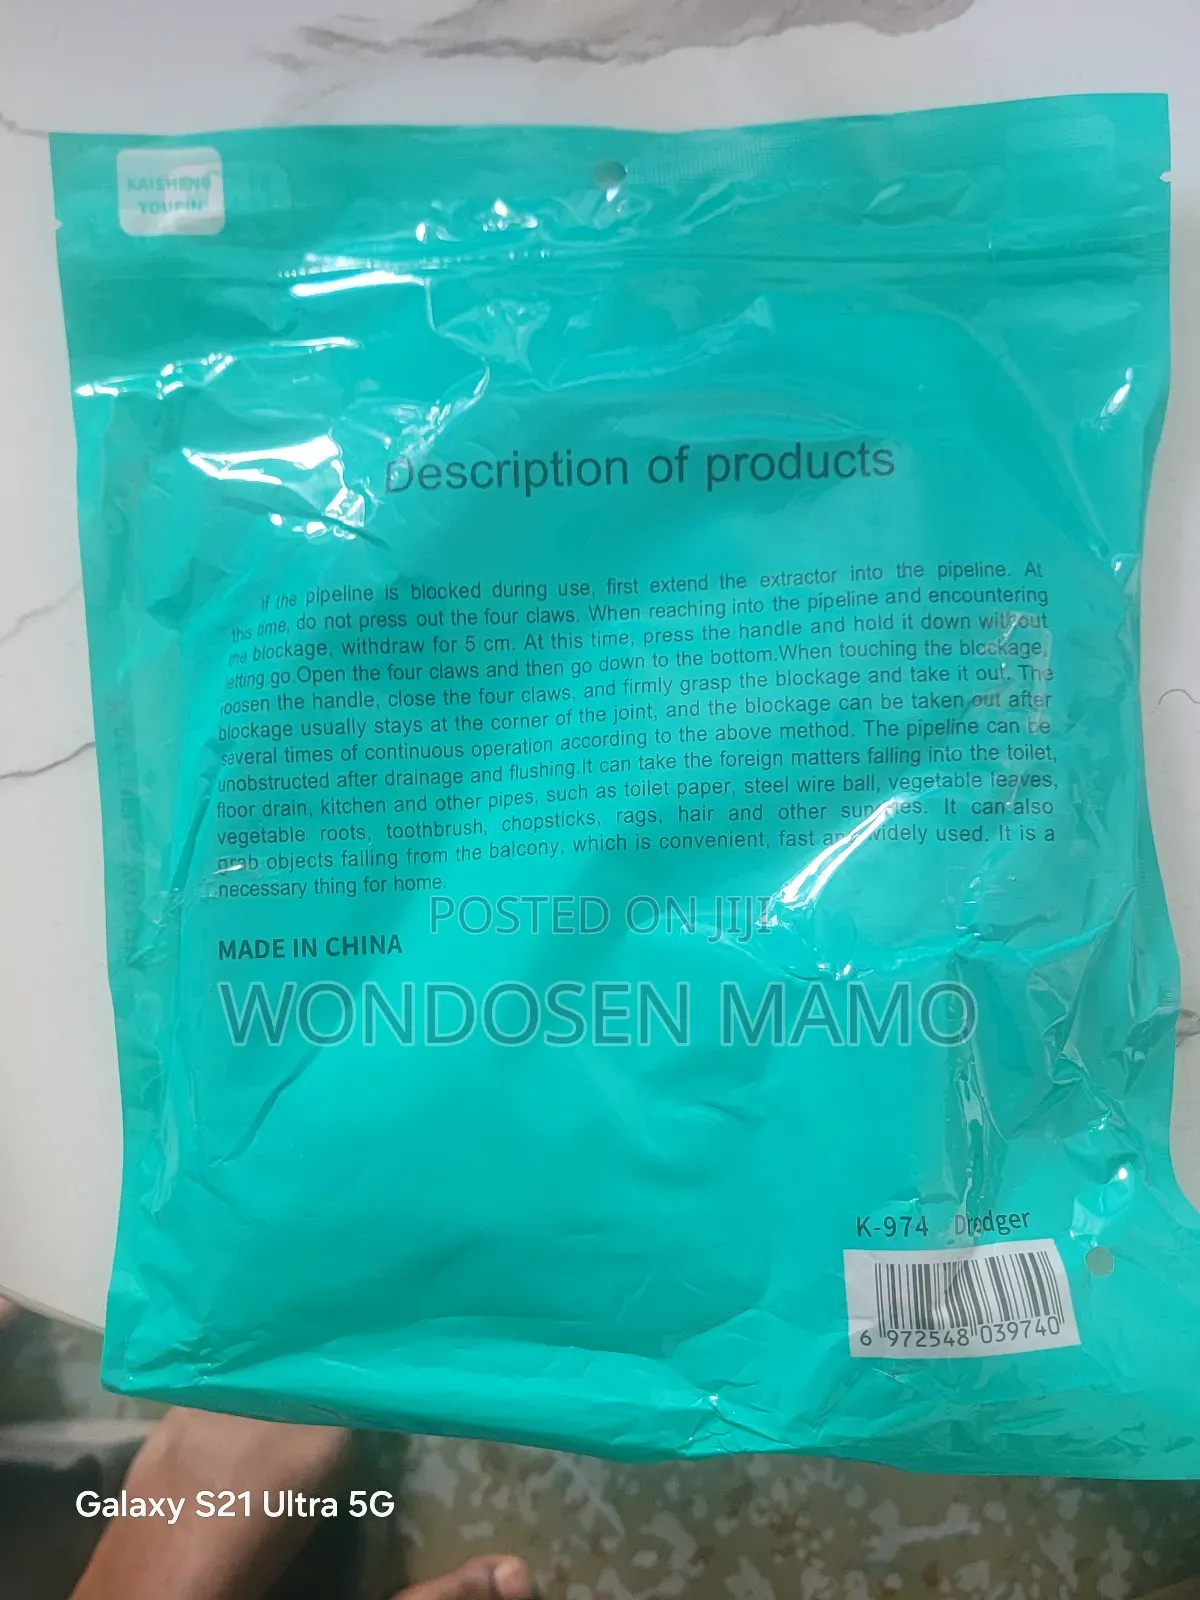 KAISHENG
YOUPIN
Description of products
If the pipeline is blocked during use, first extend the extractor into the pipeline. At
this time, do not press out the four claws. When reaching into the pipeline and encountering
the blockage, withdraw for 5 cm. At this time, press the handle and hold it down without
letting go.Open the four claws and then go down to the bottom.When touching the blockage,
loosen the handle, close the four claws, and firmly grasp the blockage and take it out. The
blockage usually stays at the corner of the joint, and the blockage can be taken out after
several times of continuous operation according to the above method. The pipeline can be
unobstructed after drainage and flushing.It can take the foreign matters falling into the toilet,
floor drain, kitchen and other pipes, such as toilet paper, steel wire ball, vegetable leaves,
vegetable roots, toothbrush, chopsticks, rags, hair and other It can also
grab objects falling from the balcony, which is convenient, fast and widely used. It is a
necessary thing for home.
POSTED ON JIJI
MADE IN CHINA
WONDOSEN MAMO
K-974 Dredger
6 972548 039740
Galaxy S21 Ultra 5G